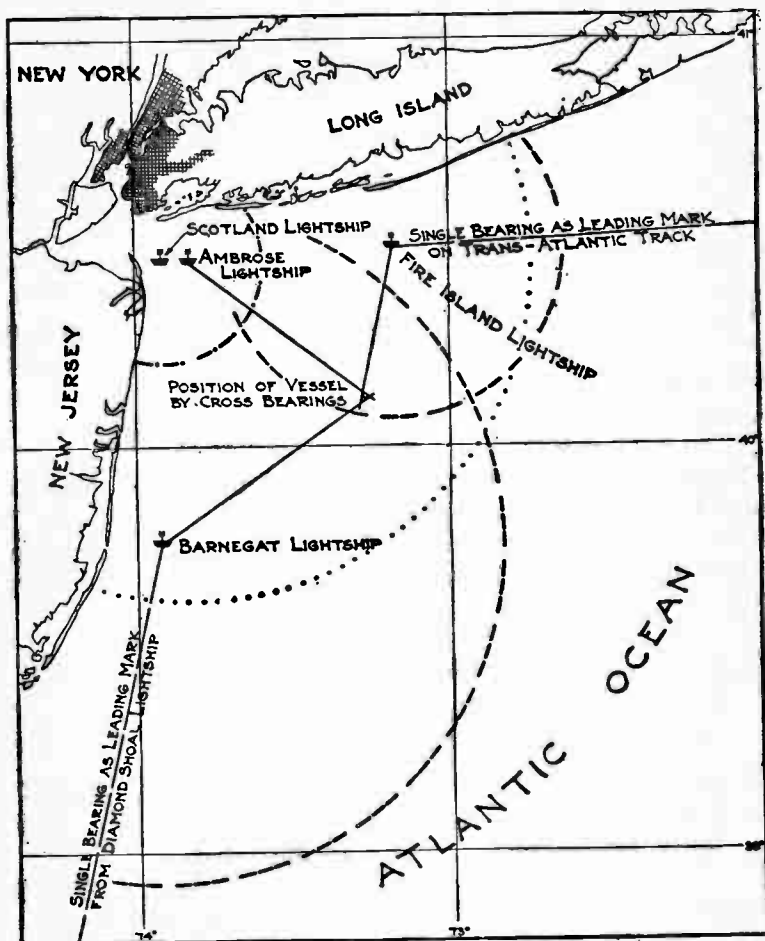 41°
NEW YORK
LONG ISLAND
SCOTLAND LIGHTSHIP
AMBROSE
LIGHTSHIP
SINGLE BEARING AS LEADING MARK
ON TRANS-ATLANTIC TRACK
FIRE ISLAND LIGHTSHIP
NEW JERSEY
POSITION OF VESSEL
BY CROSS BEARINGS
40°
BARNEGAT LIGHTSHIP
SINGLE BEARING AS LEADING MARK
FROM DIAMOND SHOAL LIGHTSHIP
ATLANTIC OCEAN
74°
73°